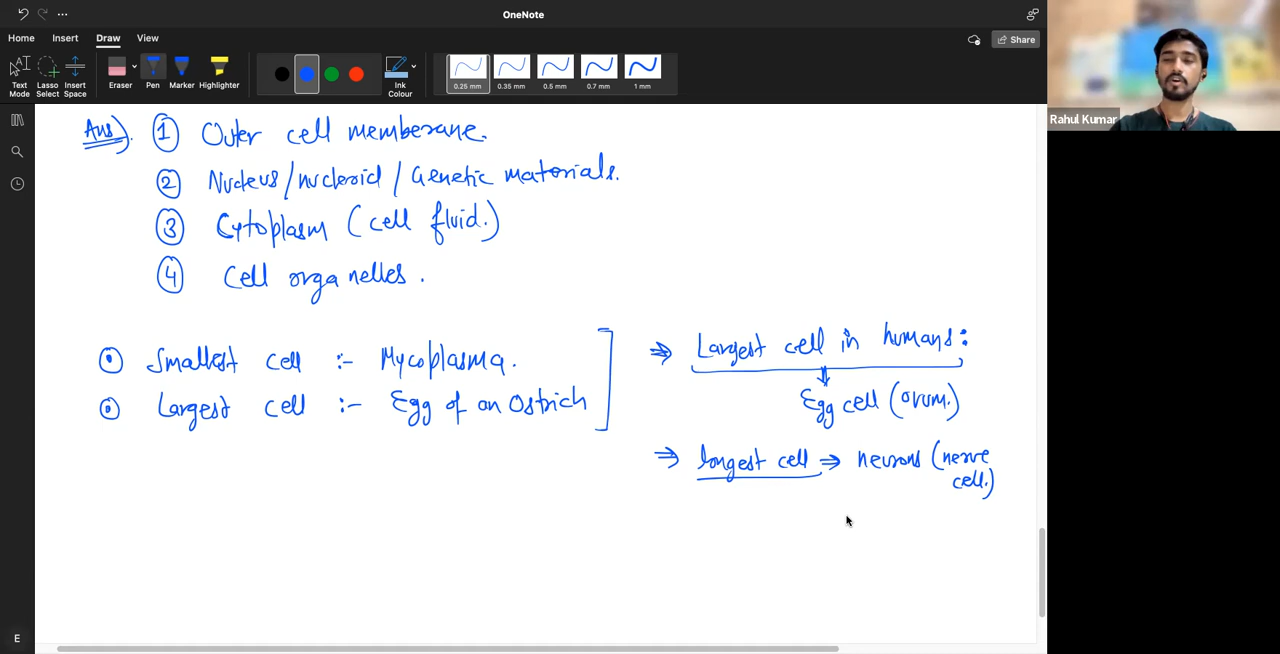 OneNote
Home Insert Draw View
Share
Text Mode
Lasso Select
Insert Space
Eraser
Pen
Marker
Highlighter
Ink Colour
0.25 mm
0.35 mm
0.5 mm
0.7 mm
1 mm
Rahul Kumar
Ans). ① Outer cell memberane.
② Nucleus/nucleoid/Genetic materials.
③ Cytoplasm (cell fluid.)
④ Cell organelles.
Smallest cell :- Mycoplasma.
Largest cell :- Egg of an Ostrich
⇒ Largest cell in humans:
Egg cell (ovum.)
⇒ longest cell ⇒ neurons (nerve
cell.)
E